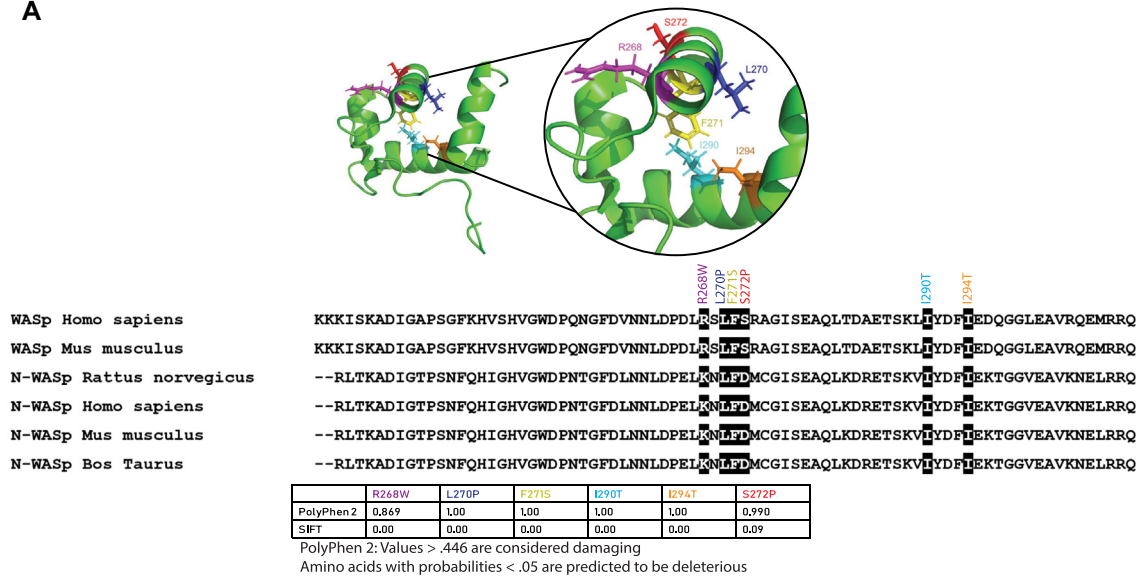 A
S272
R268
L270
F271
I290
I294
R268W L270P F271S S272P I290T I294T
WASp Homo sapiens KKKISKADIGAPSGFKHVSHVGWDPQNGFDVNNLDPDLRSLFSRAGISEAQLTDAETSKLIYDFIEDQGGLEAVRQEMRRQ
WASp Mus musculus KKKISKADIGAPSGFKHVSHVGWDPQNGFDVNNLDPDLRSLFSRAGISEAQLTDAETSKLIYDFIEDQGGLEAVRQEMRRQ
N-WASp Rattus norvegicus --RLTKADIGTPSNFQHIGHVGWDPNTGFDLNNLDPELKNLFDMCGISEAQLKDRETSKVIYDFIEKTGGVEAVKNELRRQ
N-WASp Homo sapiens --RLTKADIGTPSNFQHIGHVGWDPNTGFDLNNLDPELKNLFDMCGISEAQLKDRETSKVIYDFIEKTGGVEAVKNELRRQ
N-WASp Mus musculus --RLTKADIGTPSNFQHIGHVGWDPNTGFDLNNLDPELKNLFDMCGISEAQLKDRETSKVIYDFIEKTGGVEAVKNELRRQ
N-WASp Bos Taurus --RLTKADIGTPSNFQHIGHVGWDPNTGFDLNNLDPELKNLFDMCGISEAQLKDRETSKVIYDFIEKTGGVEAVKNELRRQ
R268W L270P F271S I290T I294T S272P
PolyPhen 2 0.869 1.00 1.00 1.00 1.00 0.990
SIFT 0.00 0.00 0.00 0.00 0.00 0.09
PolyPhen 2: Values > .446 are considered damaging
Amino acids with probabilities < .05 are predicted to be deleterious